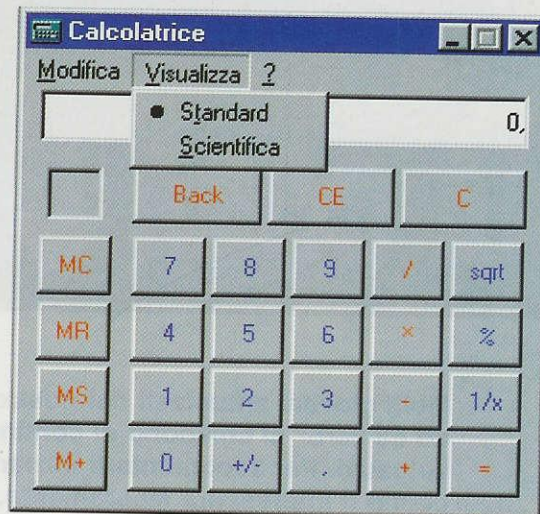 Calcolatrice
Modifica Visualizza ?
Standard
Scientifica
0,
Back CE C
MC 7 8 9 / sqrt
MR 4 5 6 * %
MS 1 2 3 - 1/x
M+ 0 +/- , + =